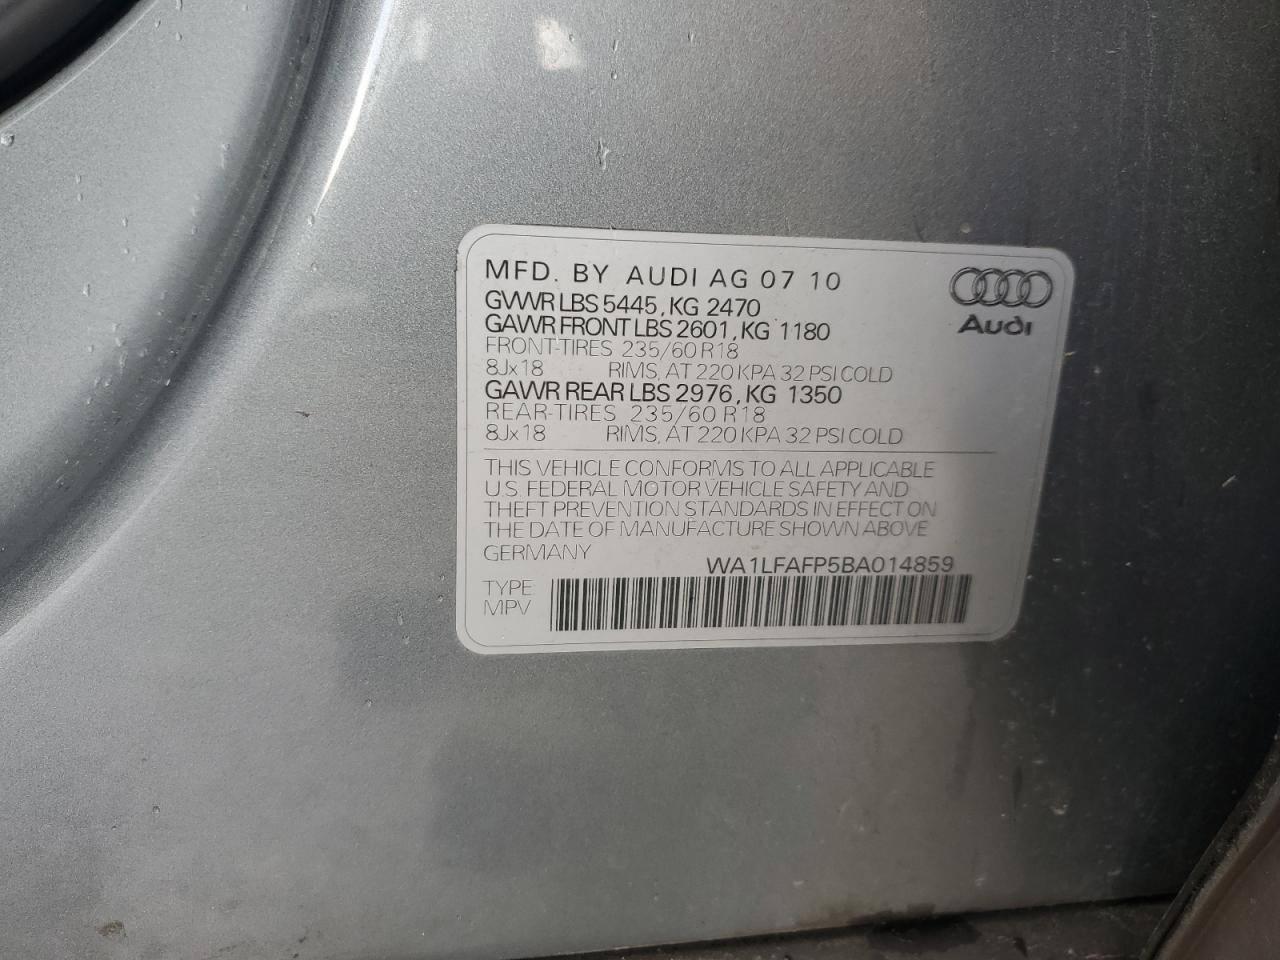 MFD. BY AUDI AG 07 10
GVWR LBS 5445, KG 2470
GAWR FRONT LBS 2601, KG 1180
FRONT-TIRES 235/60 R18
8Jx18 RIMS, AT 220 KPA 32 PSI COLD
GAWR REAR LBS 2976, KG 1350
REAR-TIRES 235/60 R18
8Jx18 RIMS, AT 220 KPA 32 PSI COLD
Audi
THIS VEHICLE CONFORMS TO ALL APPLICABLE
U.S. FEDERAL MOTOR VEHICLE SAFETY AND
THEFT PREVENTION STANDARDS IN EFFECT ON
THE DATE OF MANUFACTURE SHOWN ABOVE
GERMANY
WA1LFAFP5BA014859
TYPE:
MPV